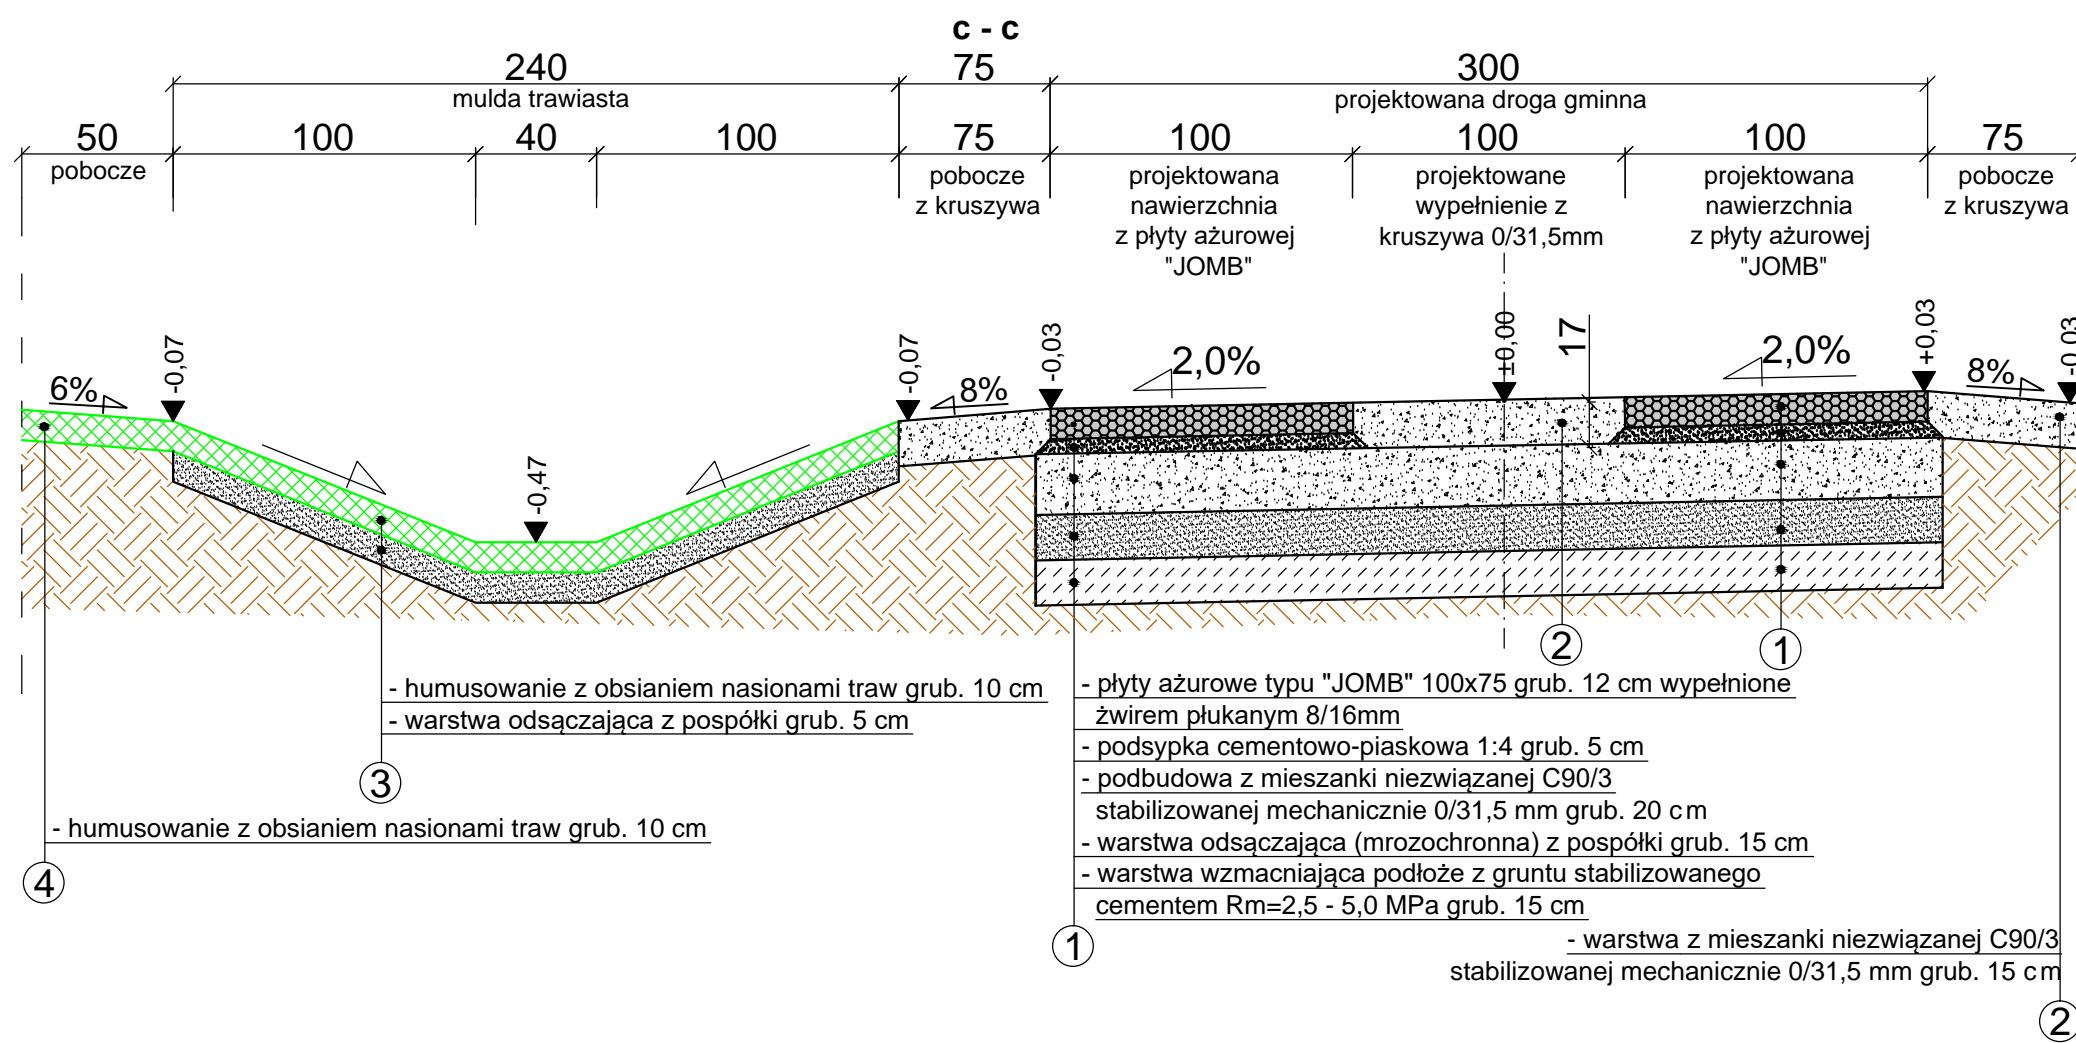 c - c
240
75
300
mulda trawiasta
projektowana droga gminna
50
100
40
100
75
100
100
100
75
pobocze
pobocze
z kruszywa
projektowana
nawierzchnia
z płyty ażurowej
"JOMB"
projektowane
wypełnienie z
kruszywa 0/31,5mm
projektowana
nawierzchnia
z płyty ażurowej
"JOMB"
pobocze
z kruszywa
6%
-0,07
-0,47
-0,07
8%
-0,03
2,0%
±0,00
17
2,0%
+0,03
8%
-0,03
2
1
- humusowanie z obsianiem nasionami traw grub. 10 cm
- warstwa odsączająca z pospółki grub. 5 cm
3
- humusowanie z obsianiem nasionami traw grub. 10 cm
4
- płyty ażurowe typu "JOMB" 100x75 grub. 12 cm wypełnione
żwirem płukanym 8/16mm
- podsypka cementowo-piaskowa 1:4 grub. 5 cm
- podbudowa z mieszanki niezwiązanej C90/3
stabilizowanej mechanicznie 0/31,5 mm grub. 20 cm
- warstwa odsączająca (mrozochronna) z pospółki grub. 15 cm
- warstwa wzmacniająca podłoże z gruntu stabilizowanego
cementem Rm=2,5 - 5,0 MPa grub. 15 cm
1
- warstwa z mieszanki niezwiązanej C90/3
stabilizowanej mechanicznie 0/31,5 mm grub. 15 cm
2